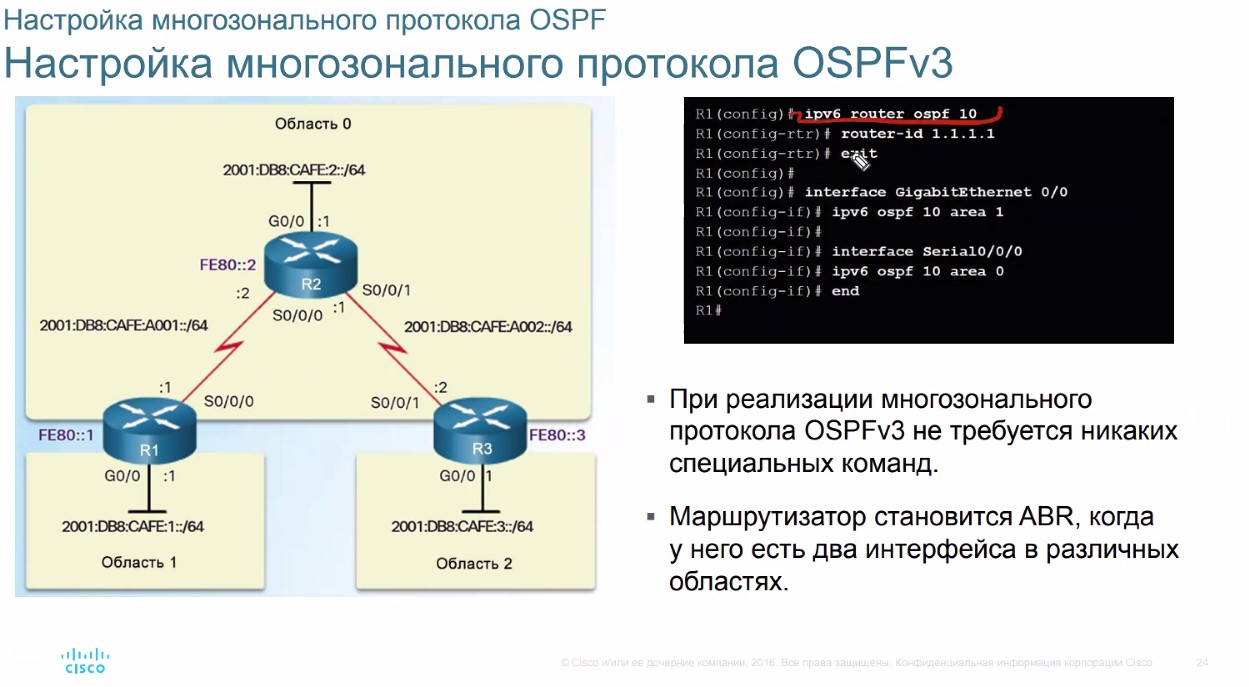 Настройка многозонального протокола OSPF
Настройка многозонального протокола OSPFv3
Область 0
2001:DB8:CAFE:2::/64
G0/0 :1
FE80::2
R2
:2
S0/0/1
S0/0/0 :1
2001:DB8:CAFE:A001::/64
2001:DB8:CAFE:A002::/64
:1
S0/0/0
:2
S0/0/1
FE80::1
R1
R3
FE80::3
G0/0 :1
G0/0 1
2001:DB8:CAFE:1::/64
2001:DB8:CAFE:3::/64
Область 1
Область 2
R1(config)# ipv6 router ospf 10
R1(config-rtr)# router-id 1.1.1.1
R1(config-rtr)# exit
R1(config)#
R1(config)# interface GigabitEthernet 0/0
R1(config-if)# ipv6 ospf 10 area 1
R1(config-if)#
R1(config-if)# interface Serial0/0/0
R1(config-if)# ipv6 ospf 10 area 0
R1(config-if)# end
R1#
При реализации многозонального
протокола OSPFv3 не требуется никаких
специальных команд.
Маршрутизатор становится ABR, когда
у него есть два интерфейса в различных
областях.
CISCO
© Cisco и/или ее дочерние компании, 2016. Все права защищены. Конфиденциальная информация корпорации Cisco
24